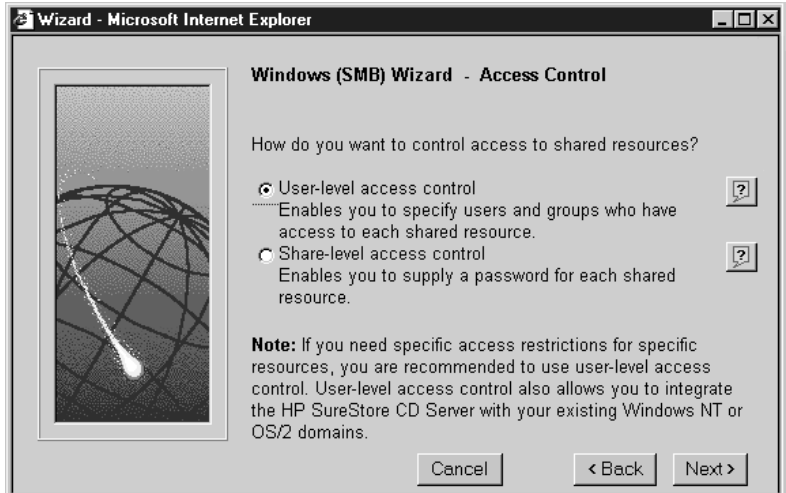 Wizard - Microsoft Internet Explorer
Windows (SMB) Wizard - Access Control
How do you want to control access to shared resources?
User-level access control
Enables you to specify users and groups who have
access to each shared resource.
Share-level access control
Enables you to supply a password for each shared
resource.
Note: If you need specific access restrictions for specific
resources, you are recommended to use user-level access
control. User-level access control also allows you to integrate
the HP SureStore CD Server with your existing Windows NT or
OS/2 domains.
Cancel < Back Next >